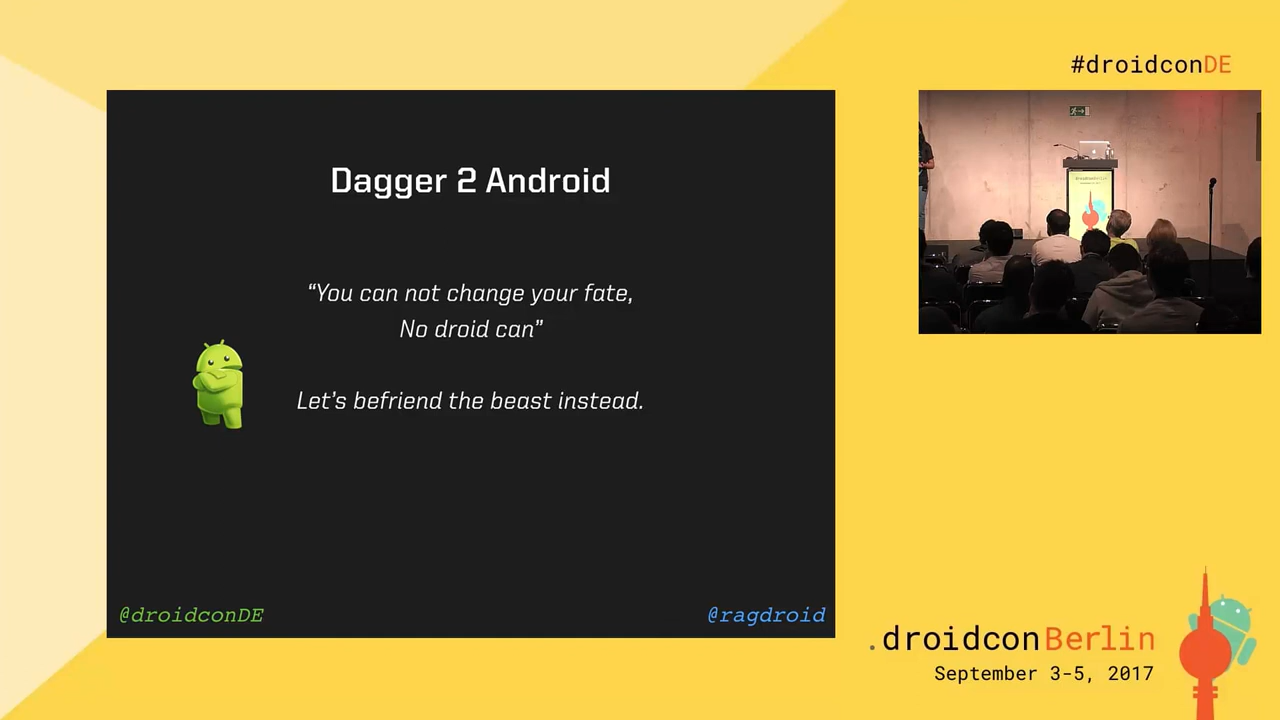 #droidconDE
Dagger 2 Android
“You can not change your fate,
No droid can”
Let’s befriend the beast instead.
@droidconDE
@ragdroid
.droidconBerlin
September 3-5, 2017